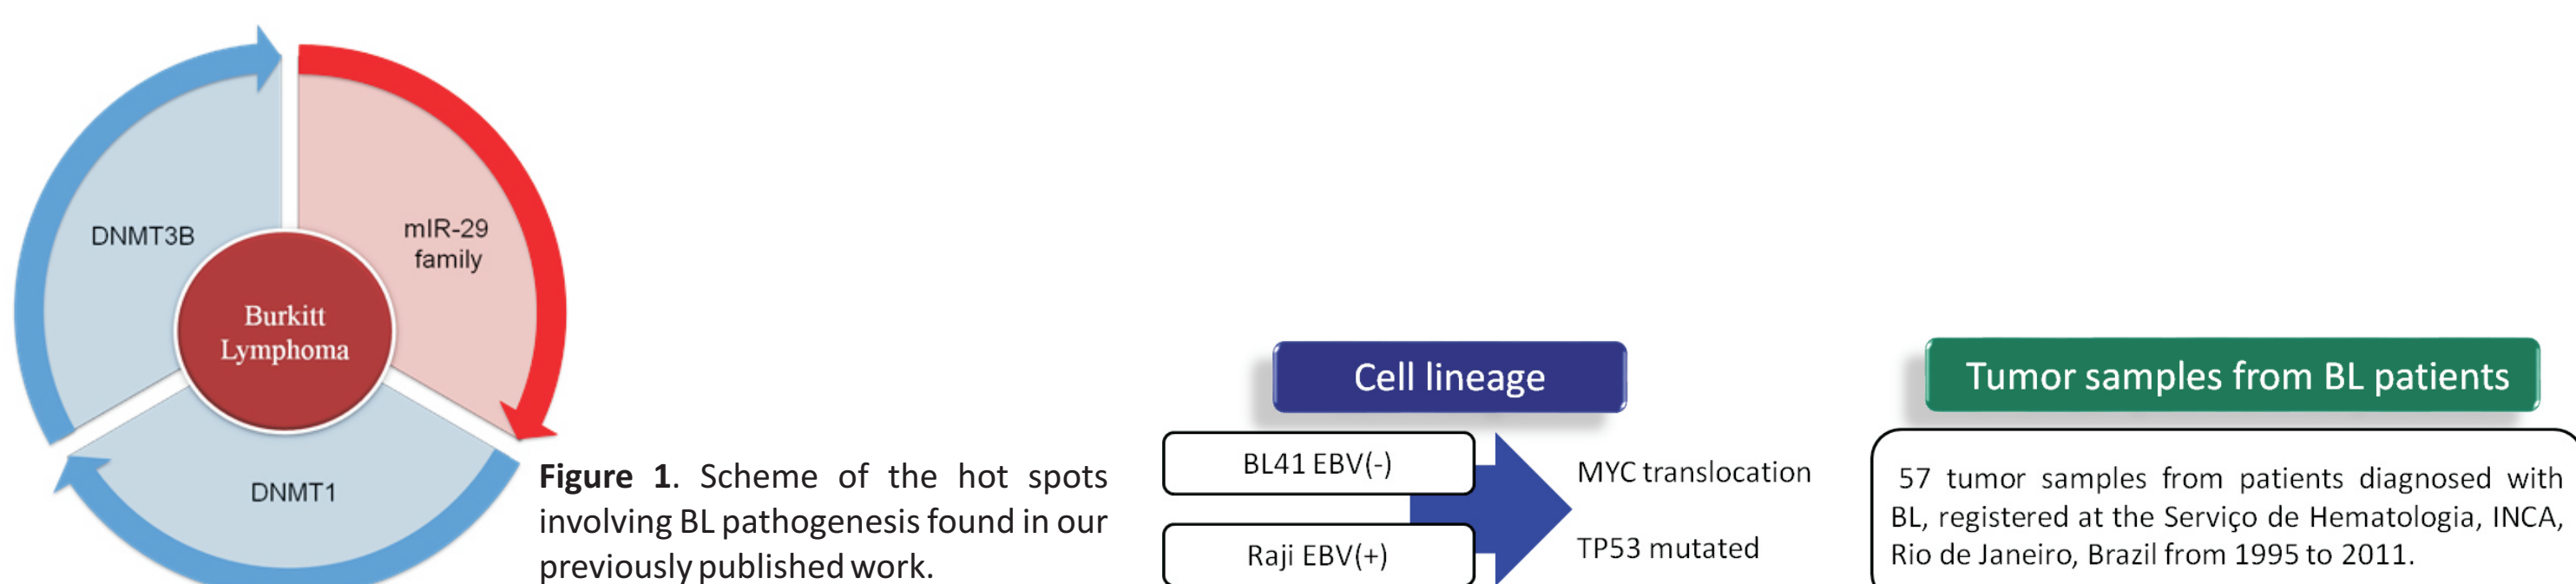 DNMT3B
mIR-29
family
Burkitt
Lymphoma
DNMT1
Figure 1. Scheme of the hot spots
involving BL pathogenesis found in our
previously published work.
Cell lineage
BL41 EBV(-)
Raji EBV(+)
MYC translocation
TP53 mutated
Tumor samples from BL patients
57 tumor samples from patients diagnosed with
BL, registered at the Serviço de Hematologia, INCA,
Rio de Janeiro, Brazil from 1995 to 2011.